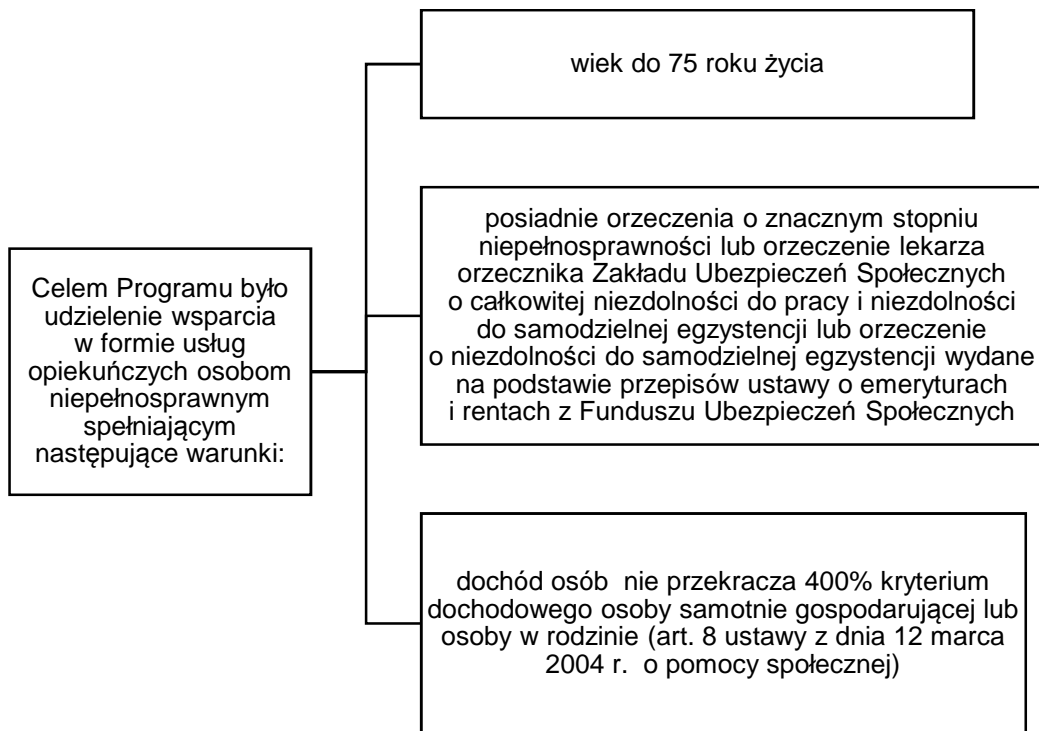 Celem Programu było
udzielenie wsparcia
w formie usług
opiekuńczych osobom
niepełnosprawnym
spełniającym
następujące warunki:
wiek do 75 roku życia
posiadnie orzeczenia o znacznym stopniu
niepełnosprawności lub orzeczenie lekarza
orzecznika Zakładu Ubezpieczeń Społecznych
o całkowitej niezdolności do pracy i niezdolności
do samodzielnej egzystencji lub orzeczenie
o niezdolności do samodzielnej egzystencji wydane
na podstawie przepisów ustawy o emeryturach
i rentach z Funduszu Ubezpieczeń Społecznych
dochód osób nie przekracza 400% kryterium
dochodowego osoby samotnie gospodarującej lub
osoby w rodzinie (art. 8 ustawy z dnia 12 marca
2004 r. o pomocy społecznej)